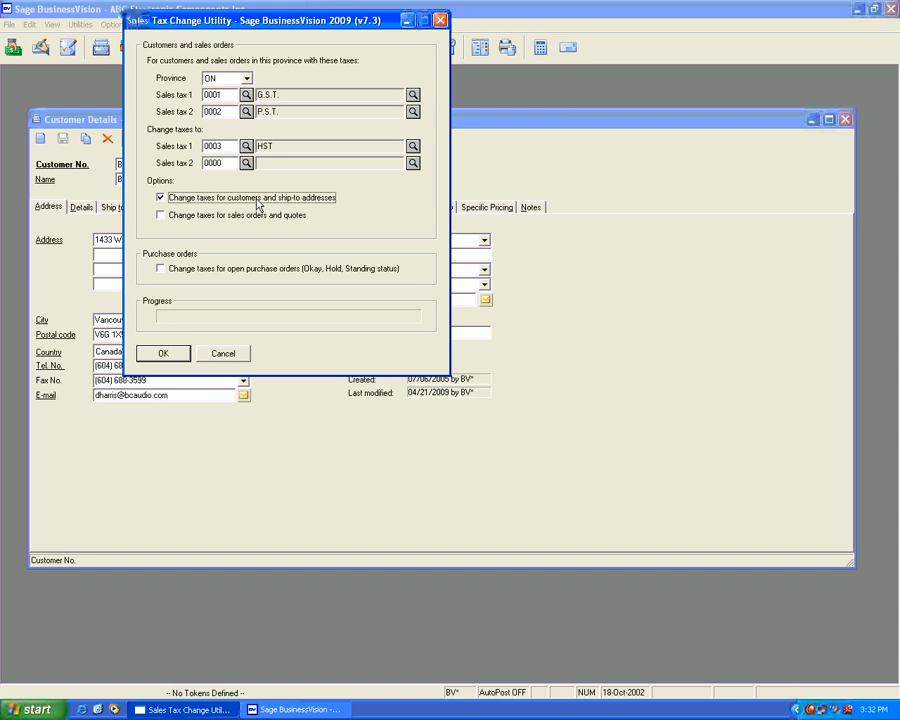 Sage BusinessVision 2009 (v7.3) - ABC
Sales Tax Change Utility - Sage BusinessVision 2009 (v7.3)
File Edit View Utilities
Customers and sales orders
For customers and sales orders in this province with these taxes:
Province ON
Sales tax 1 0001 G.S.T.
Sales tax 2 0002 P.S.T.
Change taxes to:
Sales tax 1 0003 HST
Sales tax 2 0000
Options:
Change taxes for customers and ship-to addresses
Change taxes for sales orders and quotes
Purchase orders
Change taxes for open purchase orders (Okay, Hold, Standing status)
Progress
OK Cancel
Customer Details -
Customer No. B
Name B
Address Details Ship to Specific Pricing Notes
Address 1433 W
City Vancou
Postal code V6G 1X
Country Canada
Tel. No. (604) 68
Fax No. (604) 688-3599
E-mail dharris@bcaudio.com
Created: 07/06/2005 by BV*
Last modified: 04/21/2009 by BV*
Customer No.
-- No Tokens Defined -- BV* AutoPost OFF NUM 18-Oct-2002
start Sales Tax Change Util... Sage BusinessVision -... 3:32 PM